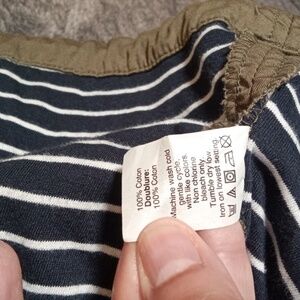 100% Coton
Doublure:
100% Coton
Machine wash cold
gentle cycle,
with like colors.
Non chlorine
bleach only.
Tumble dry low
Iron on lowest setting